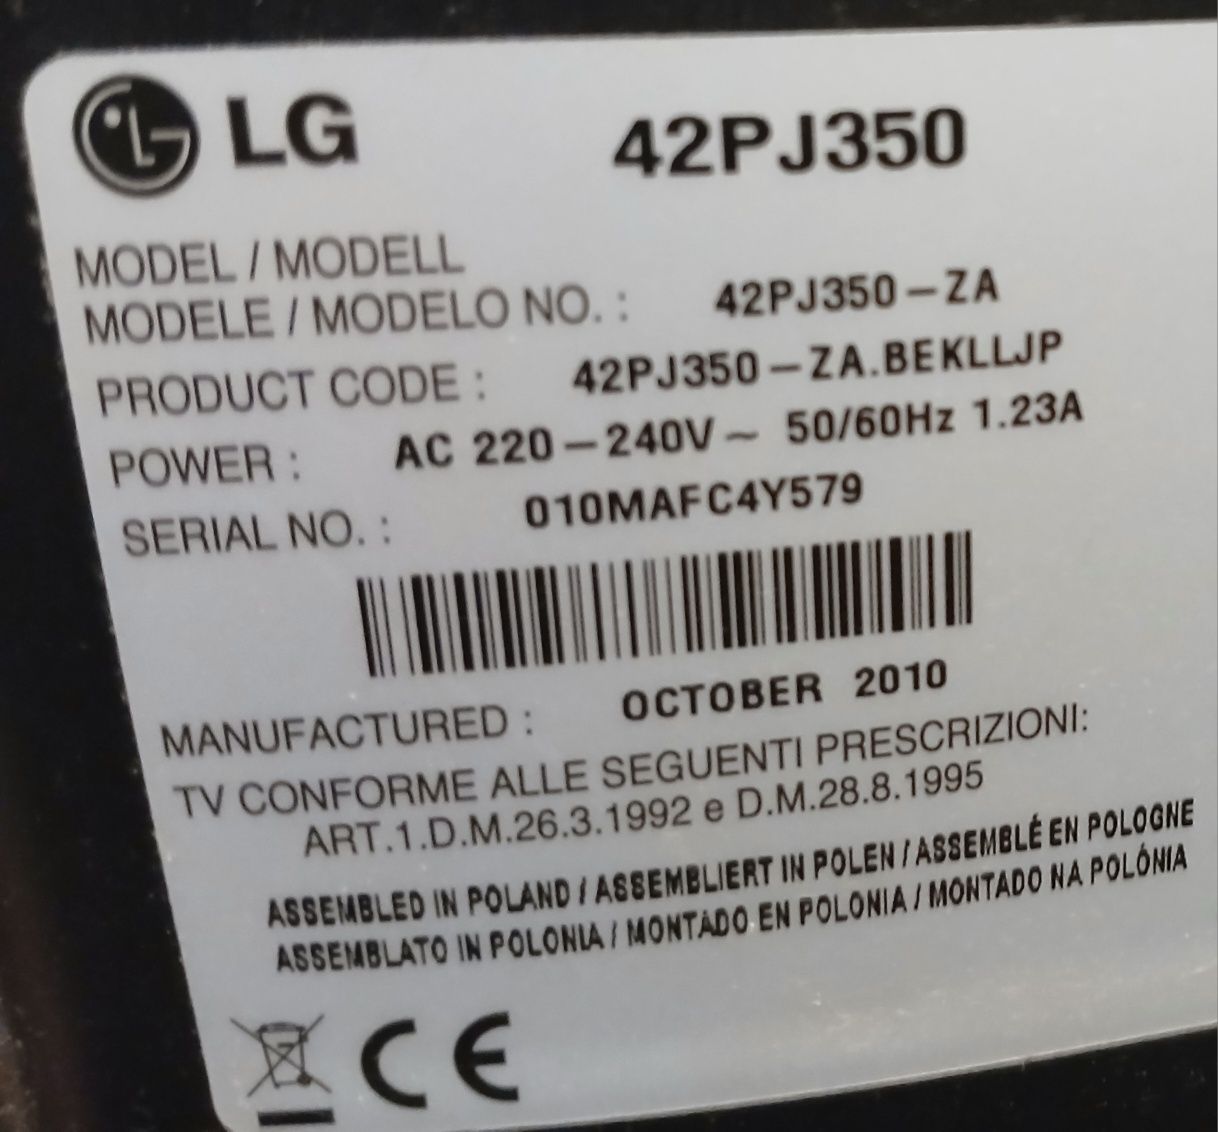 LG 42PJ350
MODEL / MODELL
MODELE / MODELO NO. : 42PJ350-ZA
PRODUCT CODE : 42PJ350-ZA.BEKLLJP
POWER : AC 220-240V~ 50/60Hz 1.23A
SERIAL NO. : 010MAFC4Y579
MANUFACTURED : OCTOBER 2010
TV CONFORME ALLE SEGUENTI PRESCRIZIONI:
ART.1.D.M.26.3.1992 e D.M.28.8.1995
ASSEMBLED IN POLAND / ASSEMBLIERT IN POLEN / ASSEMBLÉ EN POLOGNE
ASSEMBLATO IN POLONIA / MONTADO EN POLONIA / MONTADO NA POLÓNIA
CE